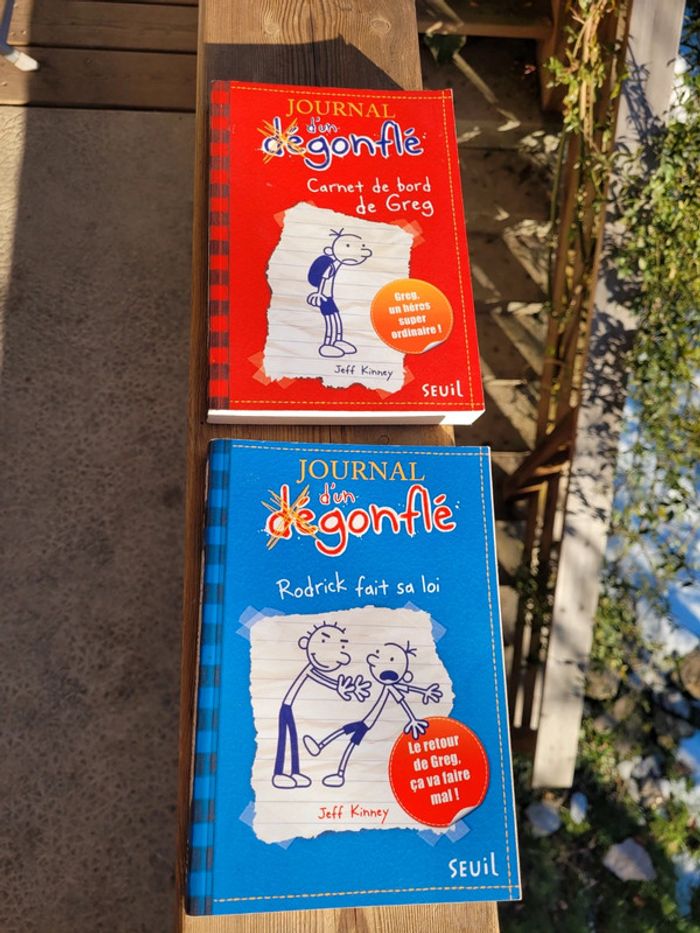 JOURNAL
d'un
dégonflé
Carnet de bord
de Greg
Greg,
un héros
super
ordinaire !
Jeff Kinney
SEUIL
JOURNAL
d'un
dégonflé
Rodrick fait sa loi
Le retour
de Greg,
ça va faire
mal !
Jeff Kinney
SEUIL